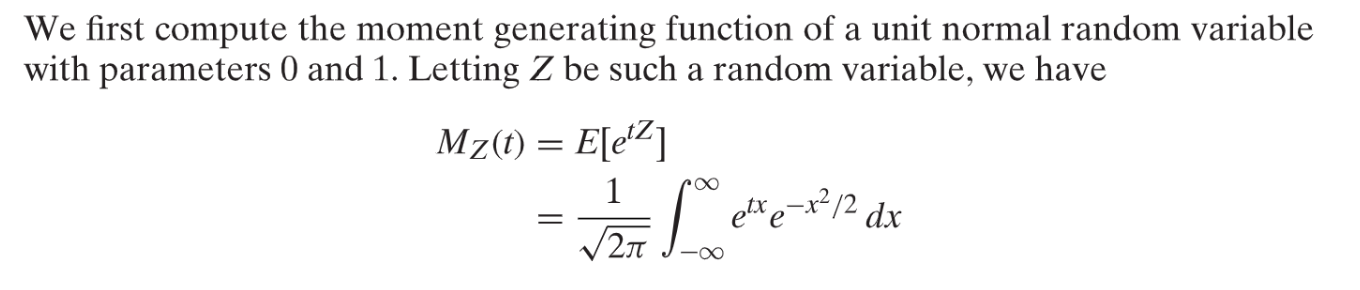 We first compute the moment generating function of a unit normal random variable
with parameters 0 and 1. Letting Z be such a random variable, we have
M_Z(t) = E[e^{tZ}]
= \frac{1}{\sqrt{2\pi}} \int_{-\infty}^{\infty} e^{tx} e^{-x^2/2} dx